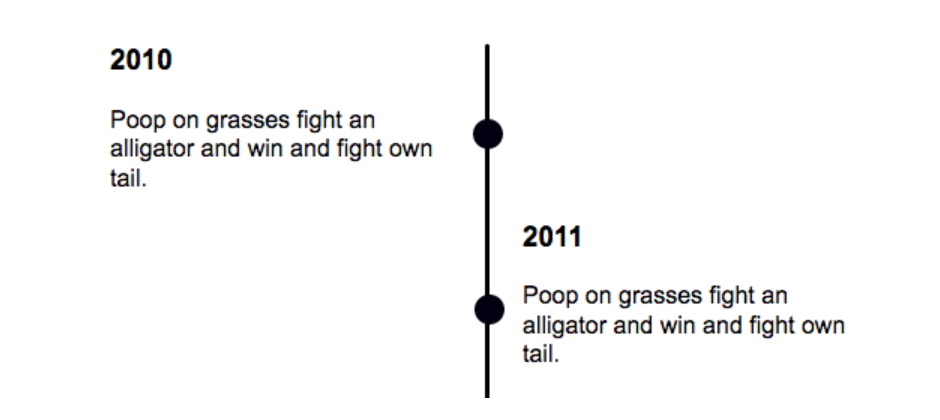 2010
Poop on grasses fight an
alligator and win and fight own
tail.
2011
Poop on grasses fight an
alligator and win and fight own
tail.